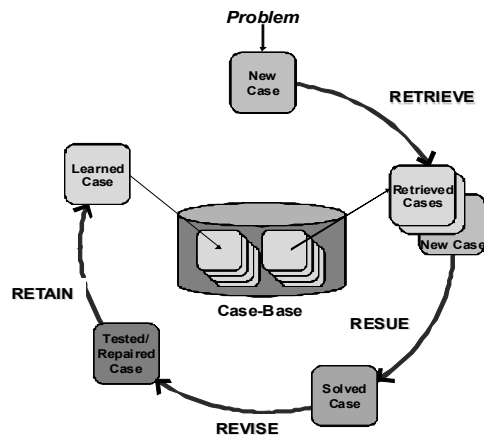 Problem
New
Case
RETRIEVE
Learned
Case
Retrieved
Cases
New Case
Case-Base
RETAIN
RESUE
Tested/
Repaired
Case
Solved
Case
REVISE